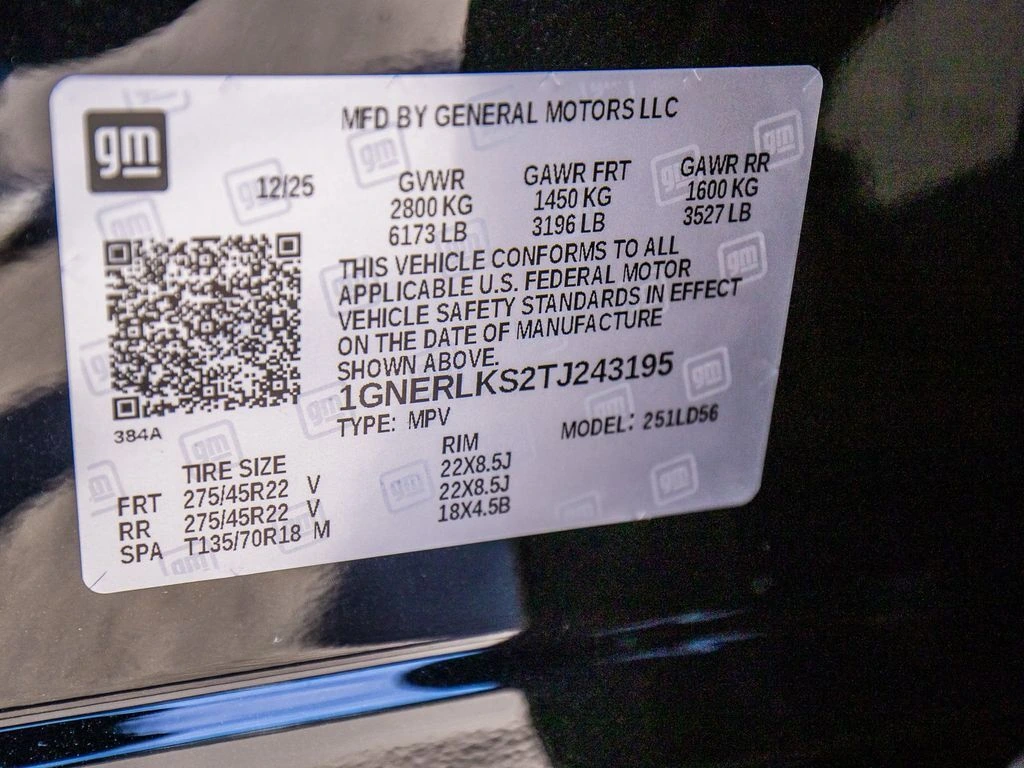 gm
MFD BY GENERAL MOTORS LLC
12/25 GVWR GAWR FRT GAWR RR
2800 KG 1450 KG 1600 KG
6173 LB 3196 LB 3527 LB
THIS VEHICLE CONFORMS TO ALL
APPLICABLE U.S. FEDERAL MOTOR
VEHICLE SAFETY STANDARDS IN EFFECT
ON THE DATE OF MANUFACTURE
SHOWN ABOVE.
1GNERLKS2TJ243195
384A
TYPE: MPV MODEL: 251LD56
TIRE SIZE RIM
FRT 275/45R22 V 22X8.5J
RR 275/45R22 V 22X8.5J
SPA T135/70R18 M 18X4.5B